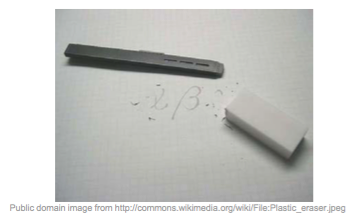 α β
Public domain image from http://commons.wikimedia.org/wiki/File:Plastic_eraser.jpeg